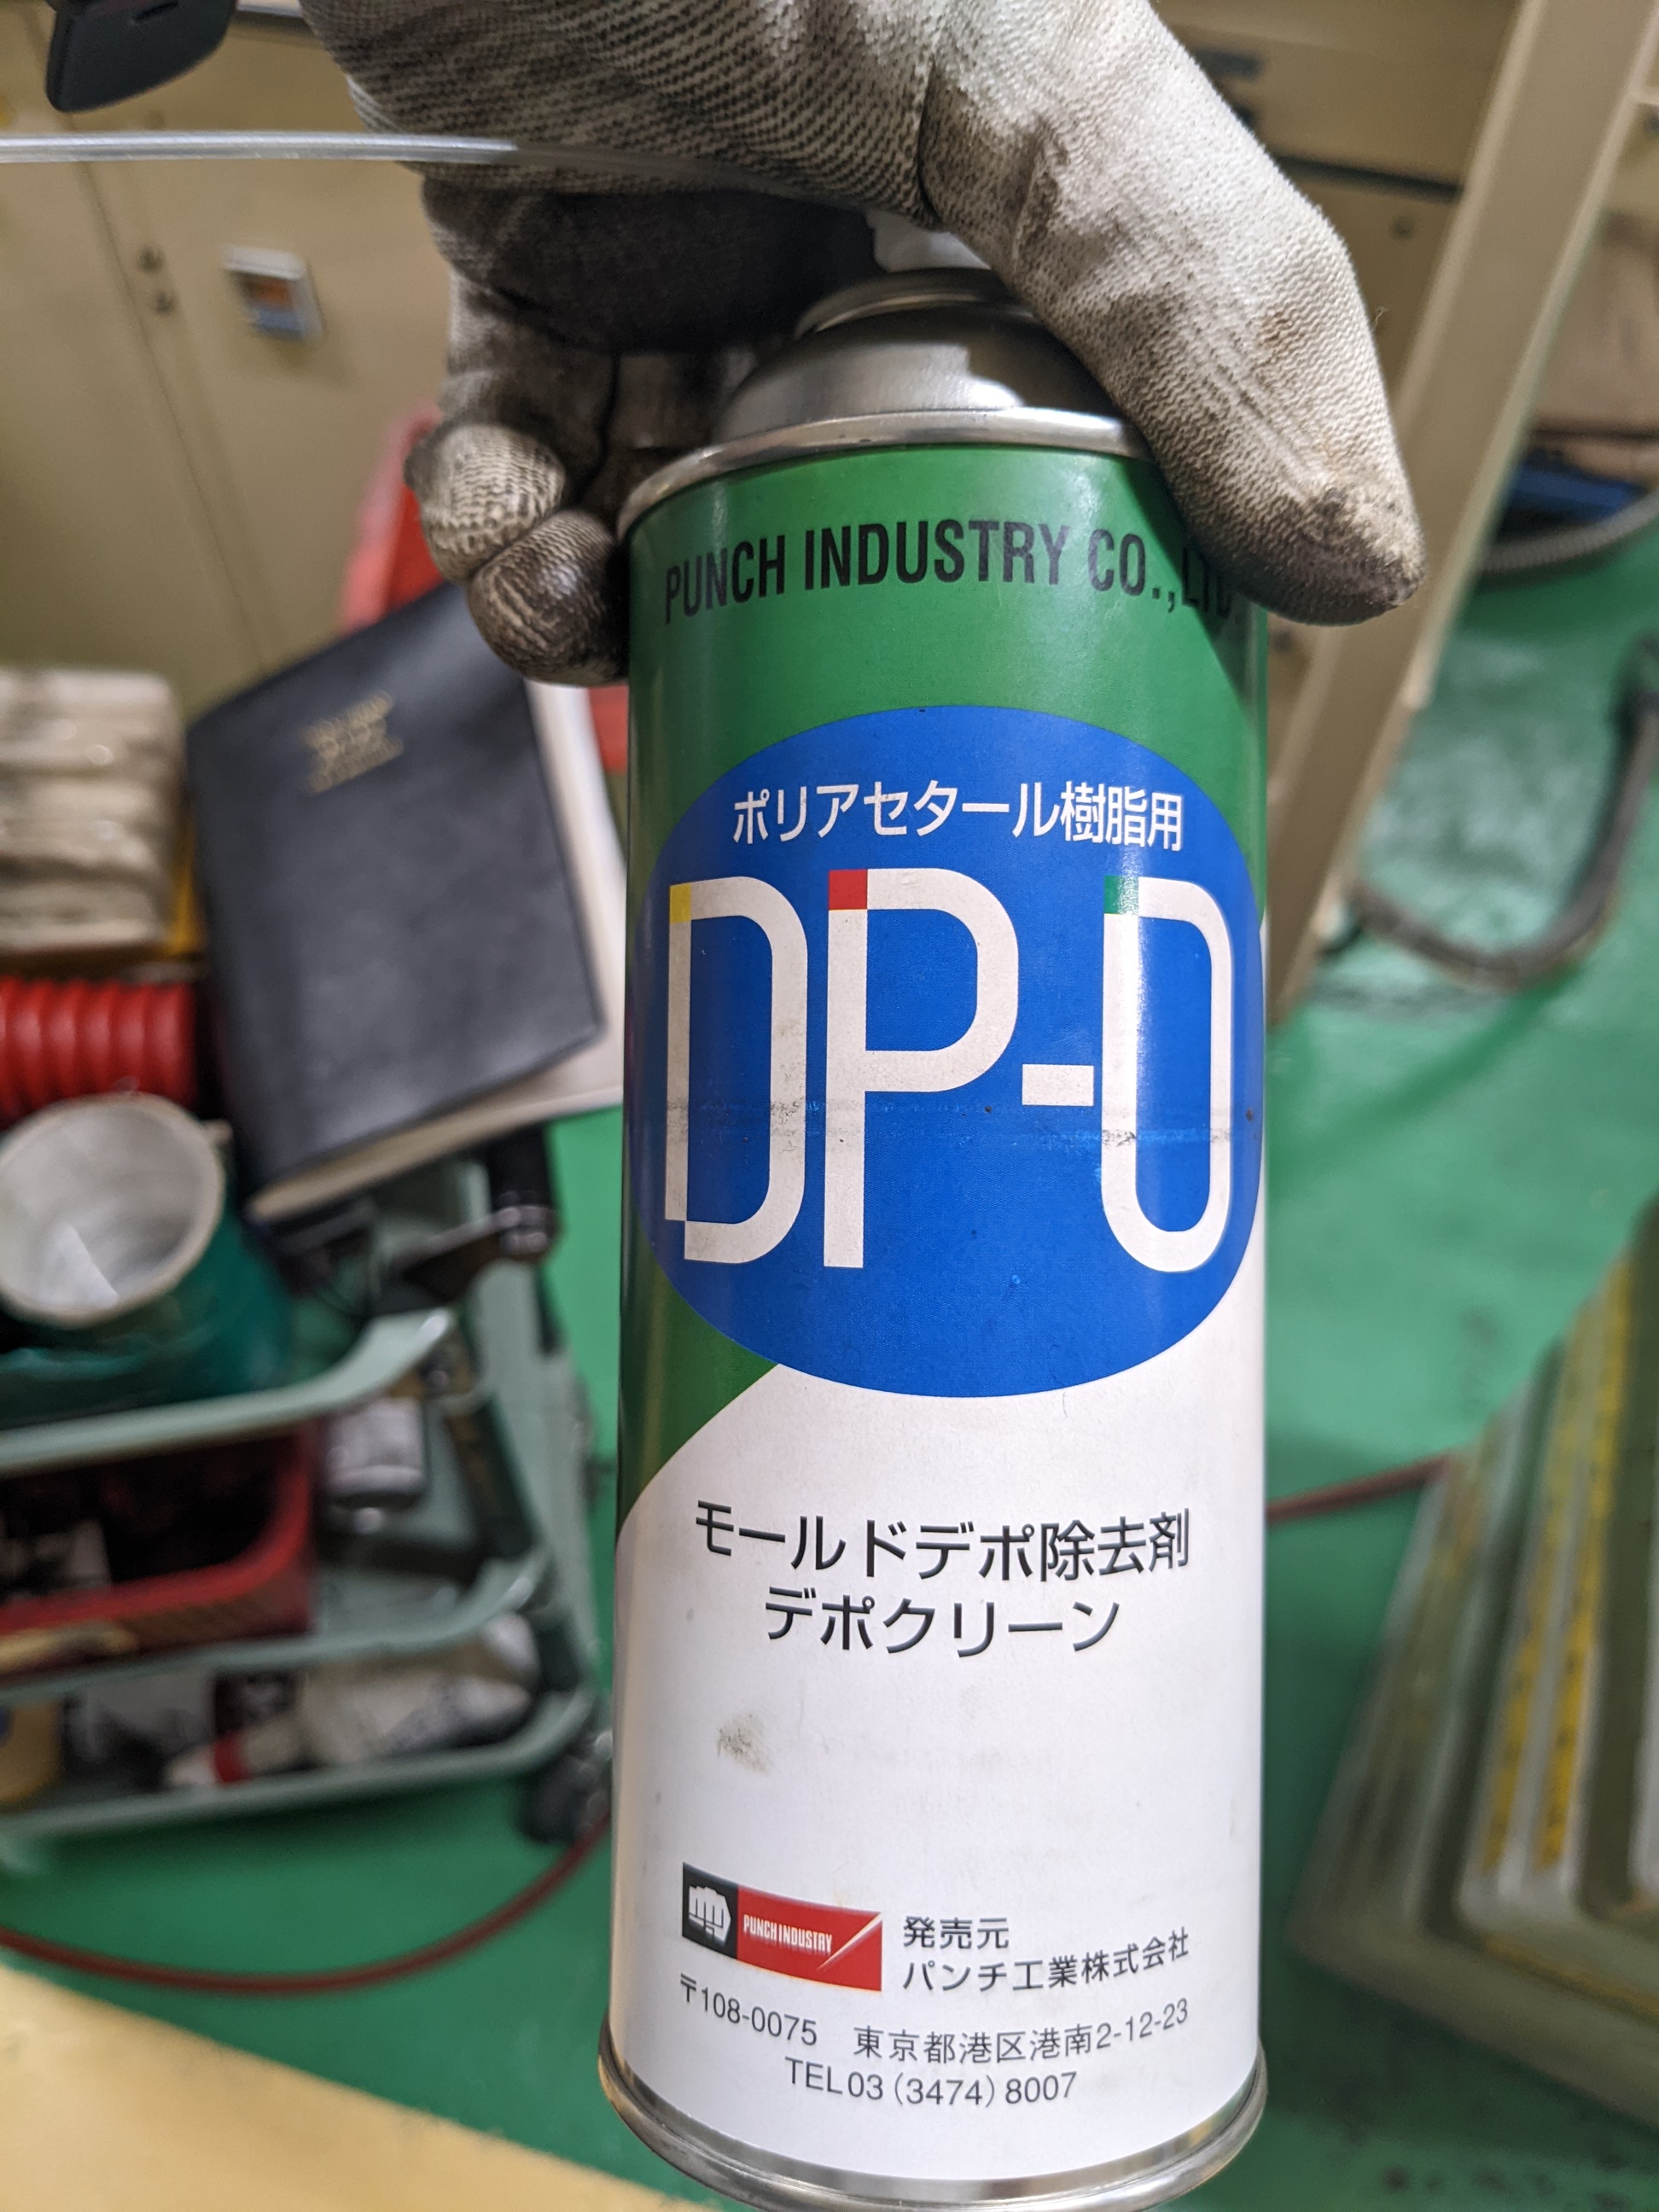 PUNCH INDUSTRY CO.,LTD.
ポリアセタール樹脂用
DP-0
モールドデポ除去剤
デポクリーン
PUNCH INDUSTRY
発売元
パンチ工業株式会社
〒108-0075 東京都港区港南2-12-23
TEL03(3474)8007